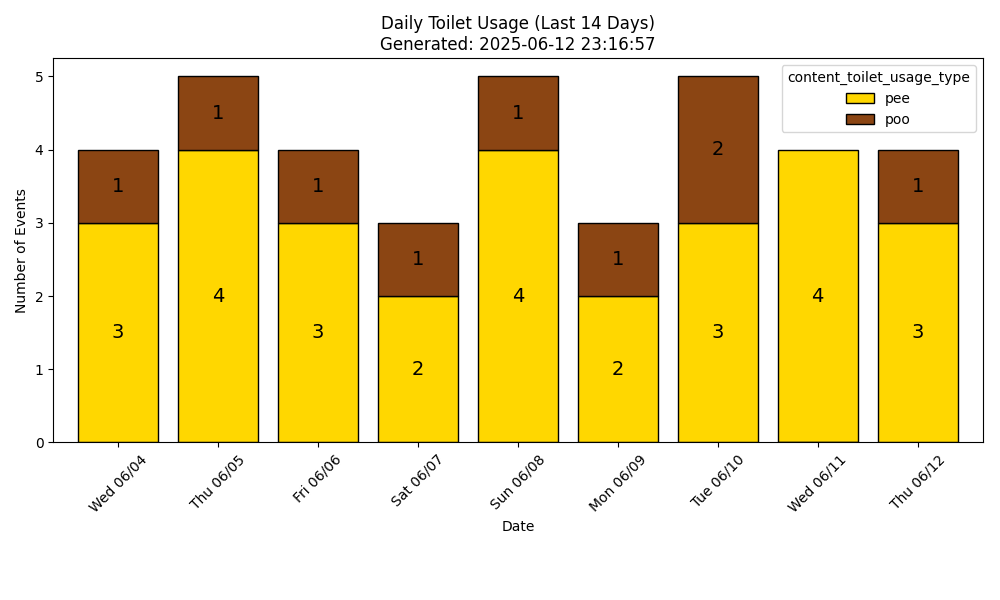 Daily Toilet Usage (Last 14 Days)
Generated: 2025-06-12 23:16:57
content_toilet_usage_type
pee
poo
Number of Events
5
4
3
2
1
0
1
1
1
1
1
1
2
1
3
4
3
2
4
2
3
4
3
Wed 06/04
Thu 06/05
Fri 06/06
Sat 06/07
Sun 06/08
Mon 06/09
Tue 06/10
Wed 06/11
Thu 06/12
Date